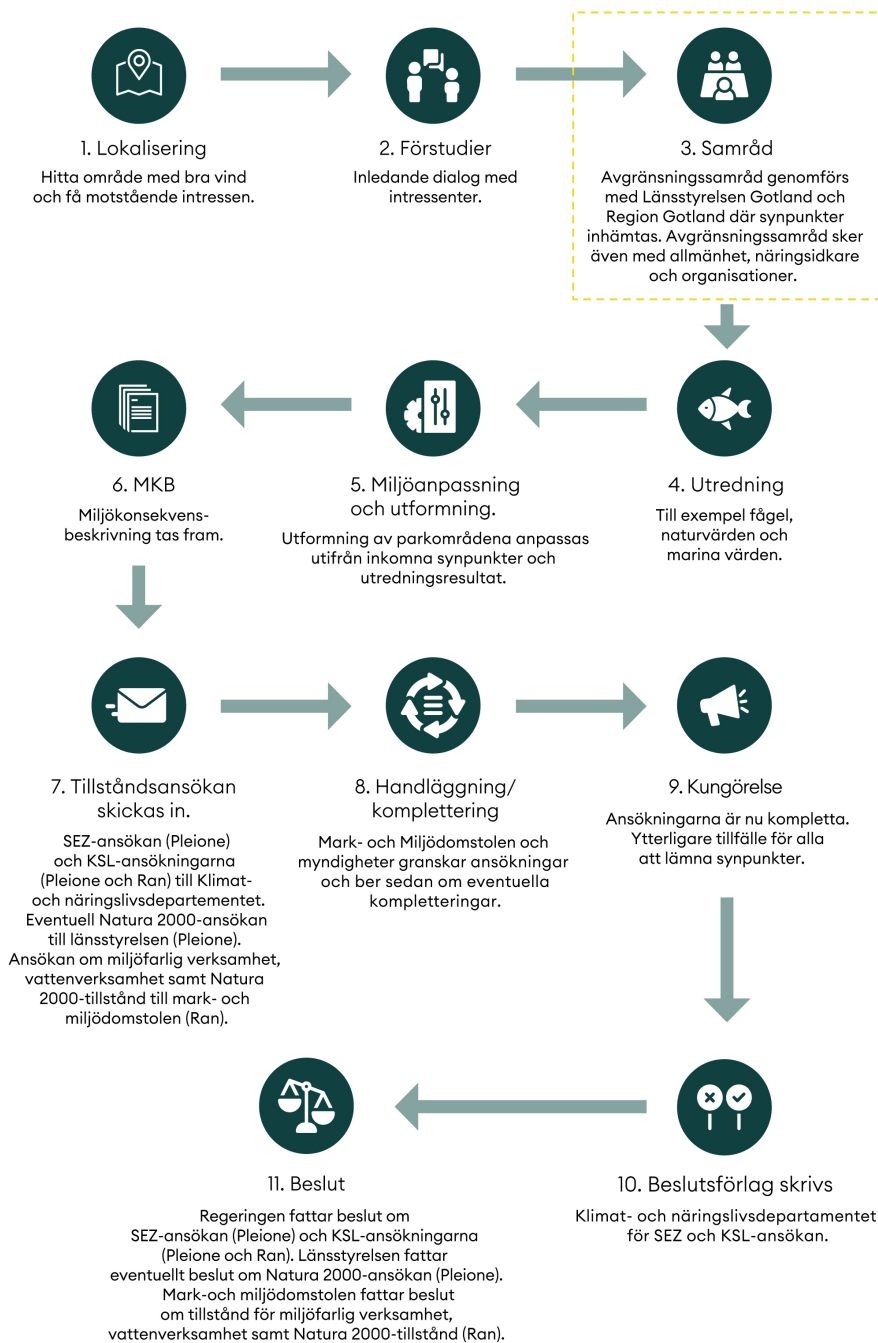 1. Lokalisering
Hitta område med bra vind
och få motstående intressen.
2. Förstudier
Inledande dialog med
intressenter.
3. Samråd
Avgränsningssamråd genomförs
med Länsstyrelsen Gotland och
Region Gotland där synpunkter
inhämtas. Avgränsningssamråd sker
även med allmänhet, näringsidkare
och organisationer.
4. Utredning
Till exempel fågel,
naturvärden och
marina värden.
5. Miljöanpassning
och utformning.
Utformning av parkområdena anpassas
utifrån inkomna synpunkter och
utredningsresultat.
6. MKB
Miljökonsekvens-
beskrivning tas fram.
7. Tillståndsansökan
skickas in.
SEZ-ansökan (Pleione)
och KSL-ansökningarna
(Pleione och Ran) till Klimat-
och näringslivsdepartementet.
Eventuell Natura 2000-ansökan
till länsstyrelsen (Pleione).
Ansökan om miljöfarlig verksamhet,
vattenverksamhet samt Natura
2000-tillstånd till mark- och
miljödomstolen (Ran).
8. Handläggning/
komplettering
Mark- och Miljödomstolen och
myndigheter granskar ansökningar
och ber sedan om eventuella
kompletteringar.
9. Kungörelse
Ansökningarna är nu kompletta.
Ytterligare tillfälle för alla
att lämna synpunkter.
10. Beslutsförlag skrivs
Klimat- och näringslivsdepartamentet
för SEZ och KSL-ansökan.
11. Beslut
Regeringen fattar beslut om
SEZ-ansökan (Pleione) och KSL-ansökningarna
(Pleione och Ran). Länsstyrelsen fattar
eventuellt beslut om Natura 2000-ansökan (Pleione).
Mark-och miljödomstolen fattar beslut
om tillstånd för miljöfarlig verksamhet,
vattenverksamhet samt Natura 2000-tillstånd (Ran).